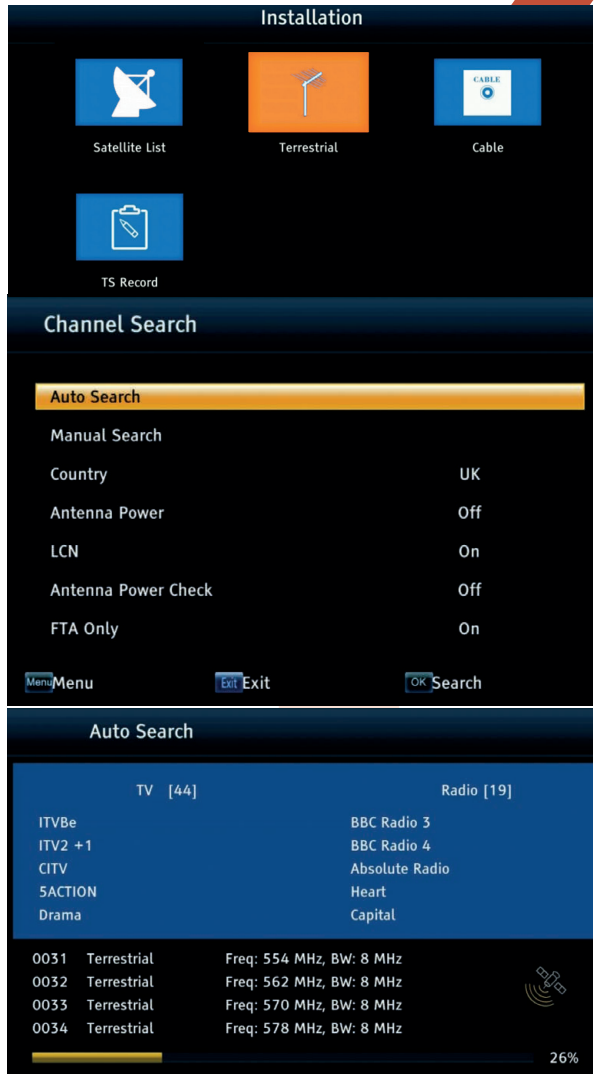 Installation
CABLE
Satellite List Terrestrial Cable
TS Record
Channel Search
Auto Search
Manual Search
Country UK
Antenna Power Off
LCN On
Antenna Power Check Off
FTA Only On
Menu Menu Exit Exit OK Search
Auto Search
TV [44] Radio [19]
ITVBe BBC Radio 3
ITV2 +1 BBC Radio 4
CITV Absolute Radio
5ACTION Heart
Drama Capital
0031 Terrestrial Freq: 554 MHz, BW: 8 MHz
0032 Terrestrial Freq: 562 MHz, BW: 8 MHz
0033 Terrestrial Freq: 570 MHz, BW: 8 MHz
0034 Terrestrial Freq: 578 MHz, BW: 8 MHz
26%